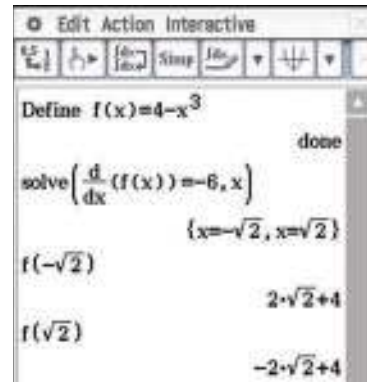 Edit Action Interactive
Simp
Define f(x)=4-x³
done
solve(d/dx(f(x))=-6,x)
{x=-√2,x=√2}
f(-√2)
2·√2+4
f(√2)
-2·√2+4